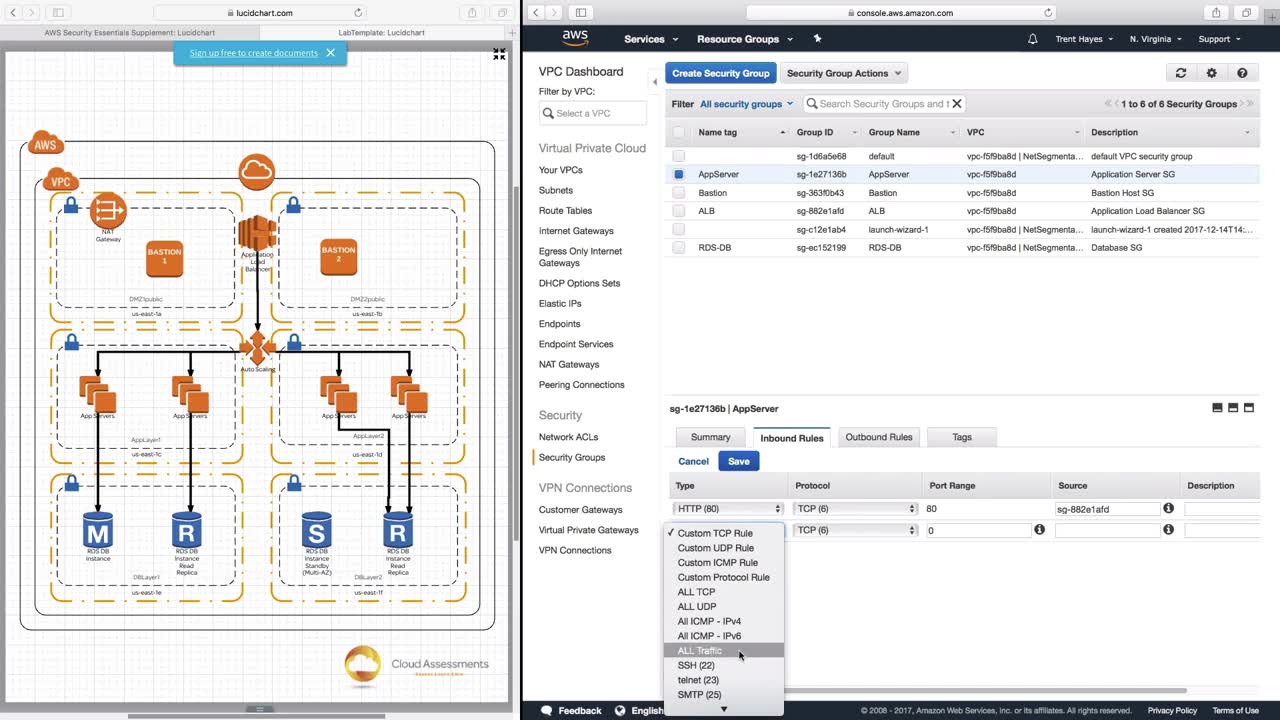 lucidchart.com
AWS Security Essentials Supplement: Lucidchart
LabTemplate: Lucidchart
Sign up free to create documents
AWS
VPC
NAT
Gateway
BASTION
1
Application
Load
Balancer
BASTION
2
DMZ1public
DMZ2public
us-east-1a
us-east-1b
Auto Scaling
App Servers
App Servers
App Servers
App Servers
AppLayer1
AppLayer2
us-east-1c
us-east-1d
M
RDS DB
Instance
R
RDS DB
Instance
Read
Replica
S
RDS DB
Instance
Standby
(Multi-AZ)
R
RDS DB
Instance
Read
Replica
DBLayer1
DBLayer2
us-east-1e
us-east-1f
Cloud Assessments
console.aws.amazon.com
aws
Services
Resource Groups
Trent Hayes
N. Virginia
Support
VPC Dashboard
Filter by VPC:
Select a VPC
Virtual Private Cloud
Your VPCs
Subnets
Route Tables
Internet Gateways
Egress Only Internet
Gateways
DHCP Options Sets
Elastic IPs
Endpoints
Endpoint Services
NAT Gateways
Peering Connections
Security
Network ACLs
Security Groups
VPN Connections
Customer Gateways
Virtual Private Gateways
VPN Connections
Create Security Group
Security Group Actions
Filter All security groups
Search Security Groups and t
1 to 6 of 6 Security Groups
Name tag Group ID Group Name VPC Description
sg-1d6a5e68 default vpc-f5f9ba8d | NetSegmenta... default VPC security group
AppServer sg-1e27136b AppServer vpc-f5f9ba8d Application Server SG
Bastion sg-363f0b43 Bastion vpc-f5f9ba8d Bastion Host SG
ALB sg-882e1afd ALB vpc-f5f9ba8d Application Load Balancer SG
sg-c12e1ab4 launch-wizard-1 vpc-f5f9ba8d | NetSegmenta... launch-wizard-1 created 2017-12-14T14:...
RDS-DB sg-ec152199 RDS-DB vpc-f5f9ba8d | NetSegmenta... Database SG
sg-1e27136b | AppServer
Summary
Inbound Rules
Outbound Rules
Tags
Cancel
Save
Type Protocol Port Range Source Description
HTTP (80) TCP (6) 80 sg-882e1afd
TCP (6) 0
✓ Custom TCP Rule
Custom UDP Rule
Custom ICMP Rule
Custom Protocol Rule
ALL TCP
ALL UDP
All ICMP - IPv4
All ICMP - IPv6
ALL Traffic
SSH (22)
telnet (23)
SMTP (25)
Feedback
English
© 2008 - 2017, Amazon Web Services, Inc. or its affiliates. All rights reserved.
Privacy Policy
Terms of Use